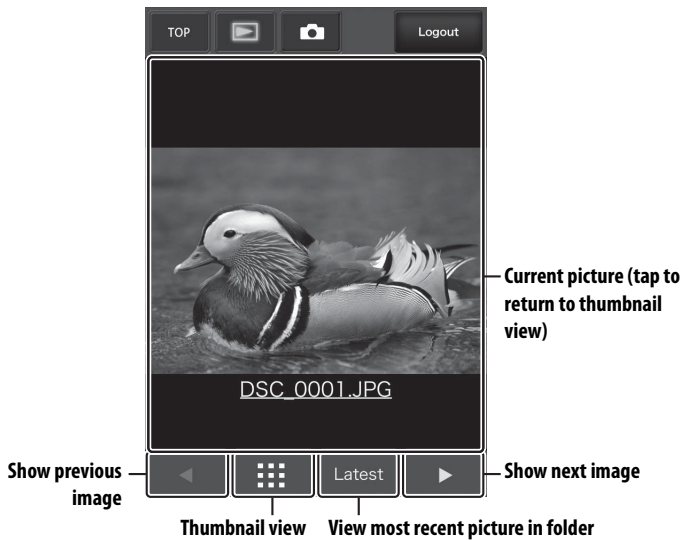 TOP
Logout
Current picture (tap to
return to thumbnail
view)
DSC_0001.JPG
Show previous
image
Latest
Show next image
Thumbnail view
View most recent picture in folder